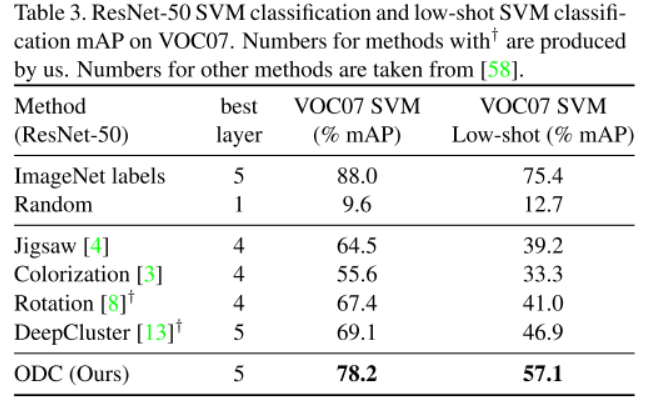 Table 3. ResNet-50 SVM classification and low-shot SVM classifi-
cation mAP on VOC07. Numbers for methods with† are produced
by us. Numbers for other methods are taken from [58].
Method best VOC07 SVM VOC07 SVM
(ResNet-50) layer (% mAP) Low-shot (% mAP)
ImageNet labels 5 88.0 75.4
Random 1 9.6 12.7
Jigsaw [4] 4 64.5 39.2
Colorization [3] 4 55.6 33.3
Rotation [8]† 4 67.4 41.0
DeepCluster [13]† 5 69.1 46.9
ODC (Ours) 5 78.2 57.1